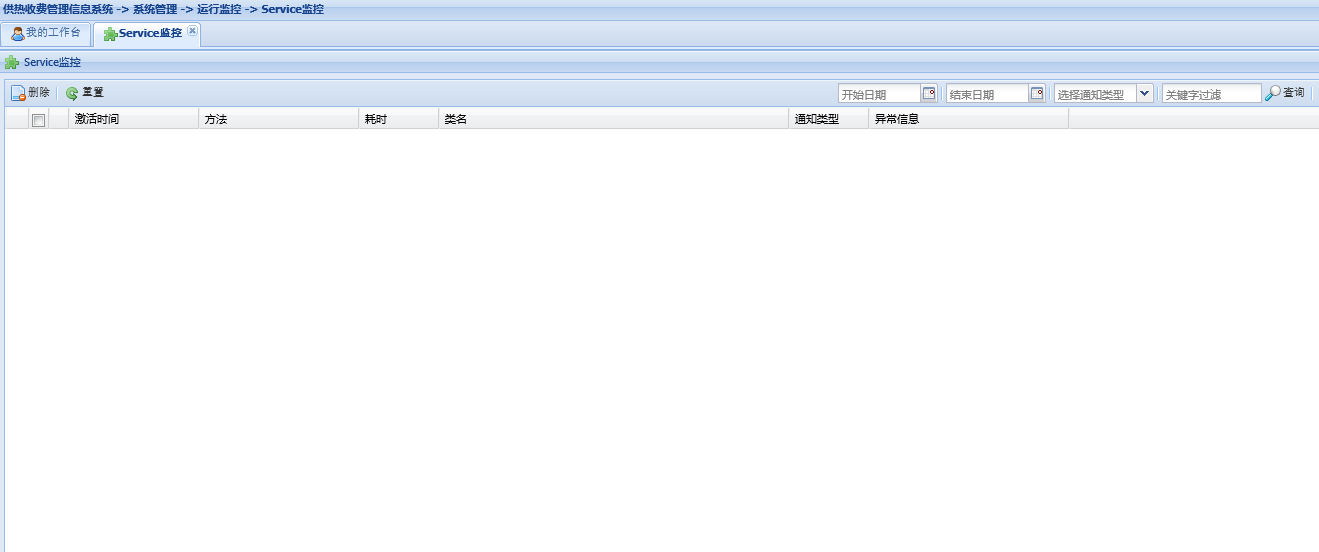 供热收费管理信息系统 -> 系统管理 -> 运行监控 -> Service监控
我的工作台 Service监控
Service监控
删除 重置 开始日期 结束日期 选择通知类型 关键字过滤 查询
激活时间 方法 耗时 类名 通知类型 异常信息